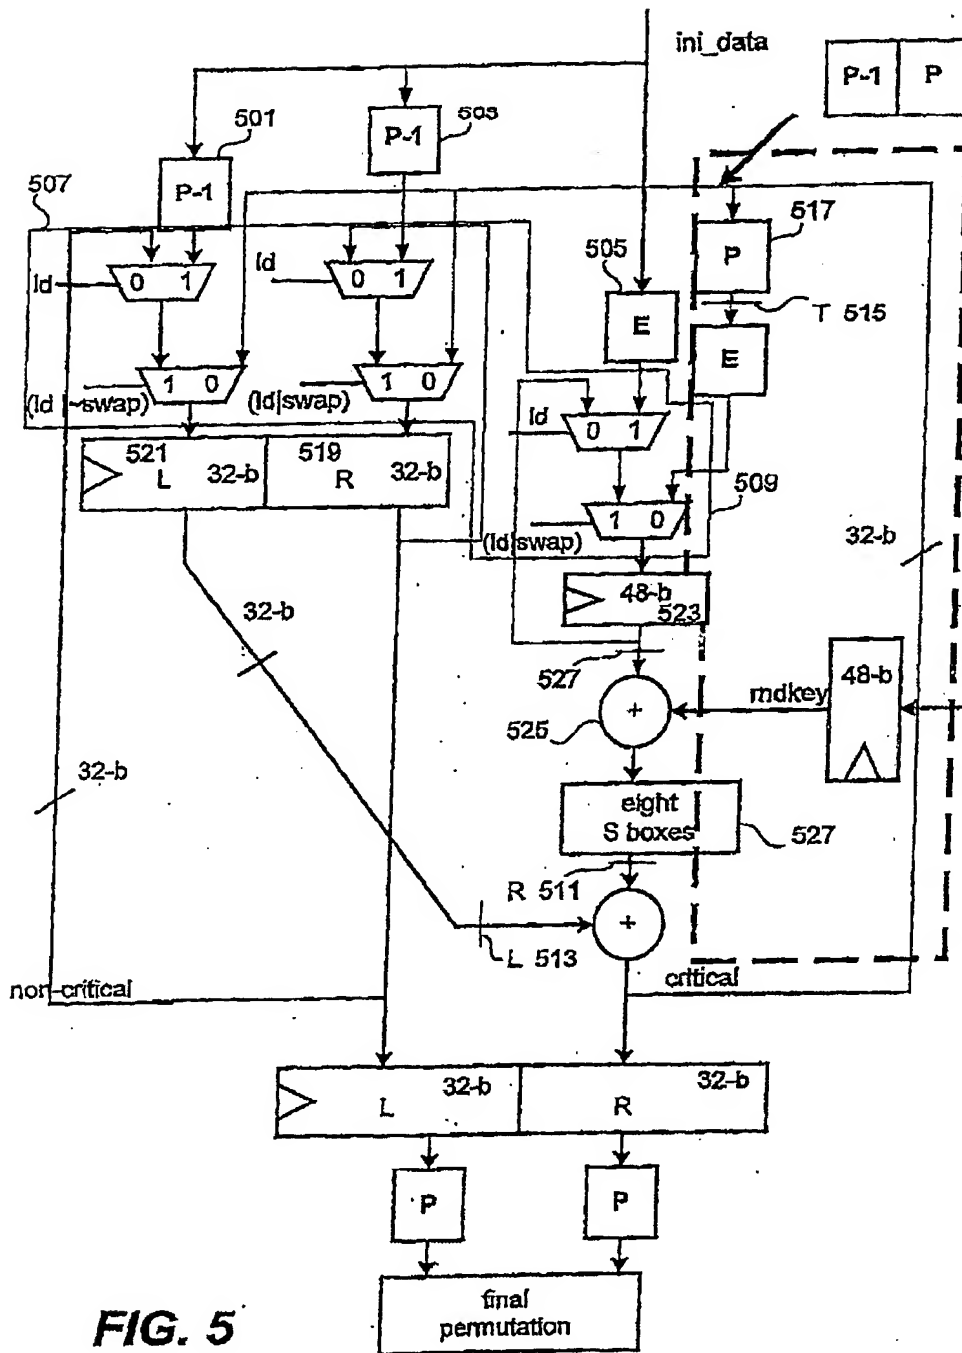 ini_data
P-1 P
501
P-1
503
P-1
507
517
P
505
ld
0 1
ld
0 1
E
T 515
E
1 0
1 0
(ld|~swap)
(ld|swap)
ld
0 1
521
L
32-b
519
R
32-b
509
1 0
(ld|swap)
32-b
48-b
523
32-b
527
48-b
rndkey
+
525
32-b
eight
S boxes
527
R 511
+
L 513
non-critical
critical
32-b
L
32-b
R
P
P
final
permutation
FIG. 5